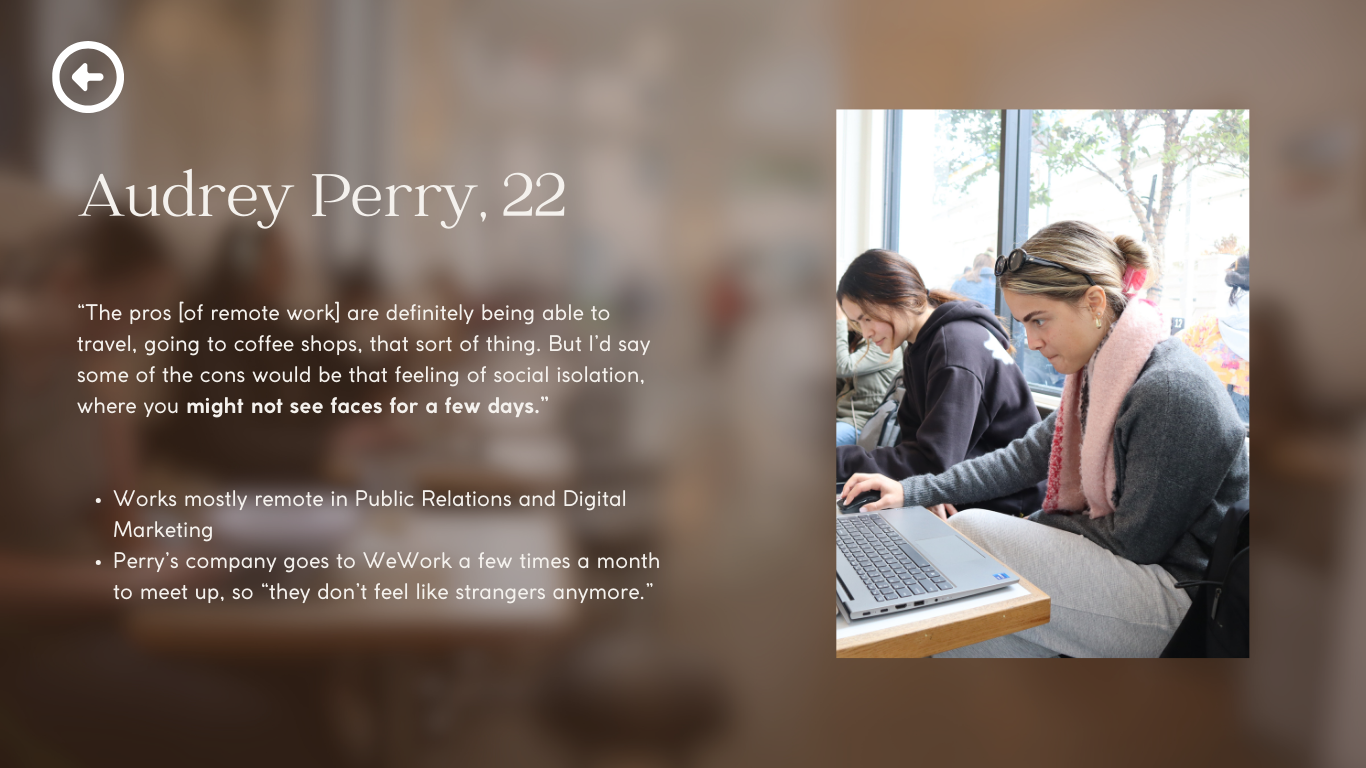 Audrey Perry, 22
“The pros [of remote work] are definitely being able to
travel, going to coffee shops, that sort of thing. But I’d say
some of the cons would be that feeling of social isolation,
where you might not see faces for a few days.”
• Works mostly remote in Public Relations and Digital
Marketing
• Perry’s company goes to WeWork a few times a month
to meet up, so “they don’t feel like strangers anymore.”